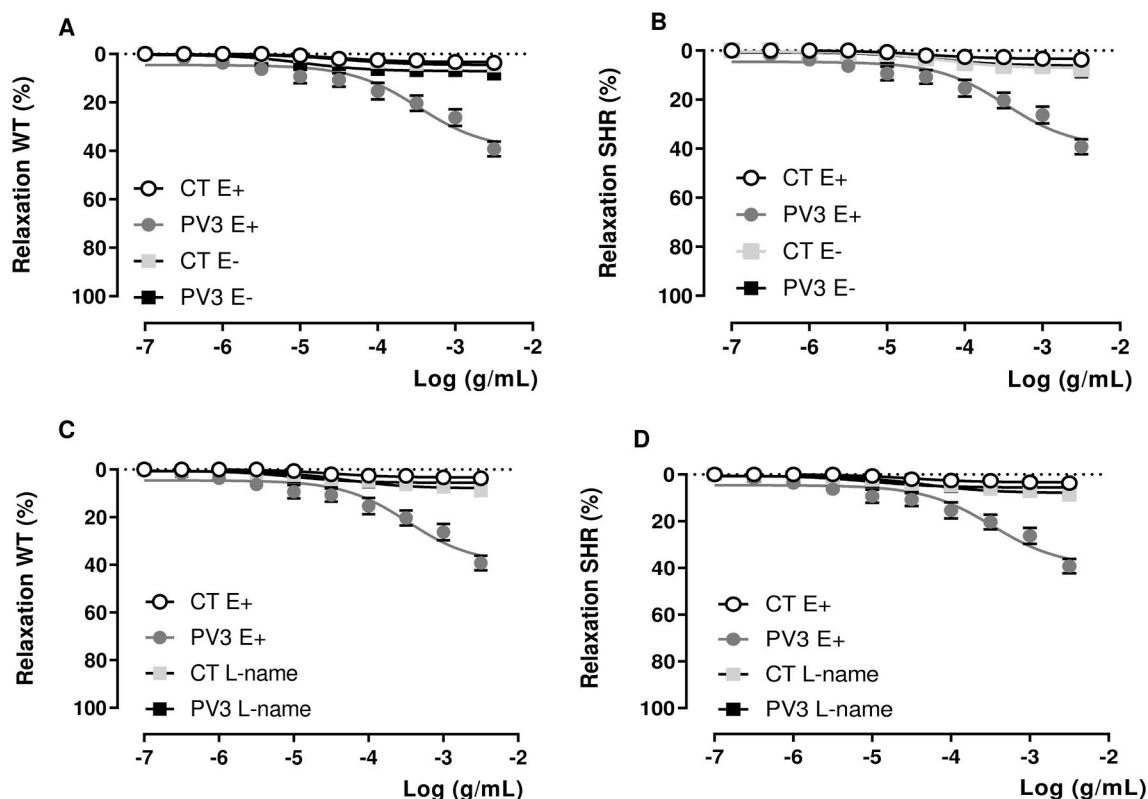 A
Relaxation WT (%)
0
20
40
60
80
100
CT E+
PV3 E+
CT E-
PV3 E-
-7 -6 -5 -4 -3 -2
Log (g/mL)
B
Relaxation SHR (%)
0
20
40
60
80
100
CT E+
PV3 E+
CT E-
PV3 E-
-7 -6 -5 -4 -3 -2
Log (g/mL)
C
Relaxation WT (%)
0
20
40
60
80
100
CT E+
PV3 E+
CT L-name
PV3 L-name
-7 -6 -5 -4 -3 -2
Log (g/mL)
D
Relaxation SHR (%)
0
20
40
60
80
100
CT E+
PV3 E+
CT L-name
PV3 L-name
-7 -6 -5 -4 -3 -2
Log (g/mL)